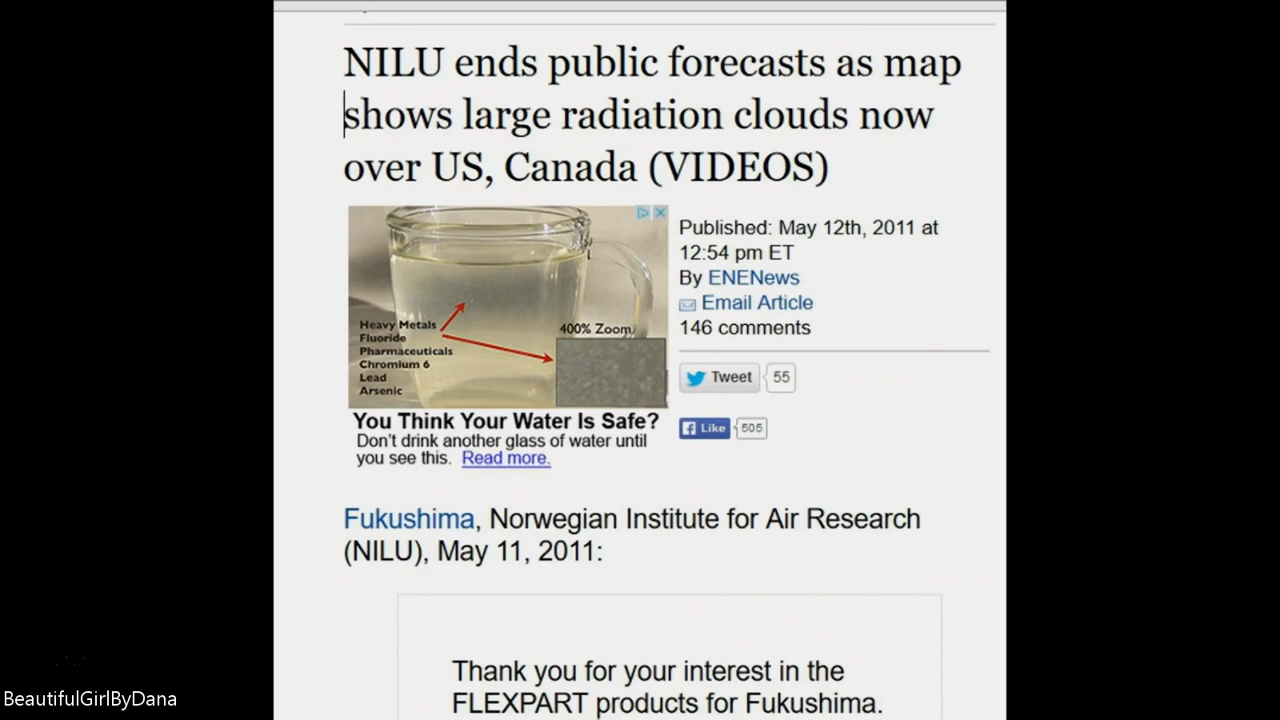 NILU ends public forecasts as map
shows large radiation clouds now
over US, Canada (VIDEOS)
Heavy Metals
Fluoride
Pharmaceuticals
Chromium 6
Lead
Arsenic
400% Zoom
You Think Your Water Is Safe?
Don't drink another glass of water until
you see this. Read more.
Published: May 12th, 2011 at
12:54 pm ET
By ENENews
Email Article
146 comments
Tweet 55
Like 505
Fukushima, Norwegian Institute for Air Research
(NILU), May 11, 2011:
Thank you for your interest in the
FLEXPART products for Fukushima.
BeautifulGirlByDana